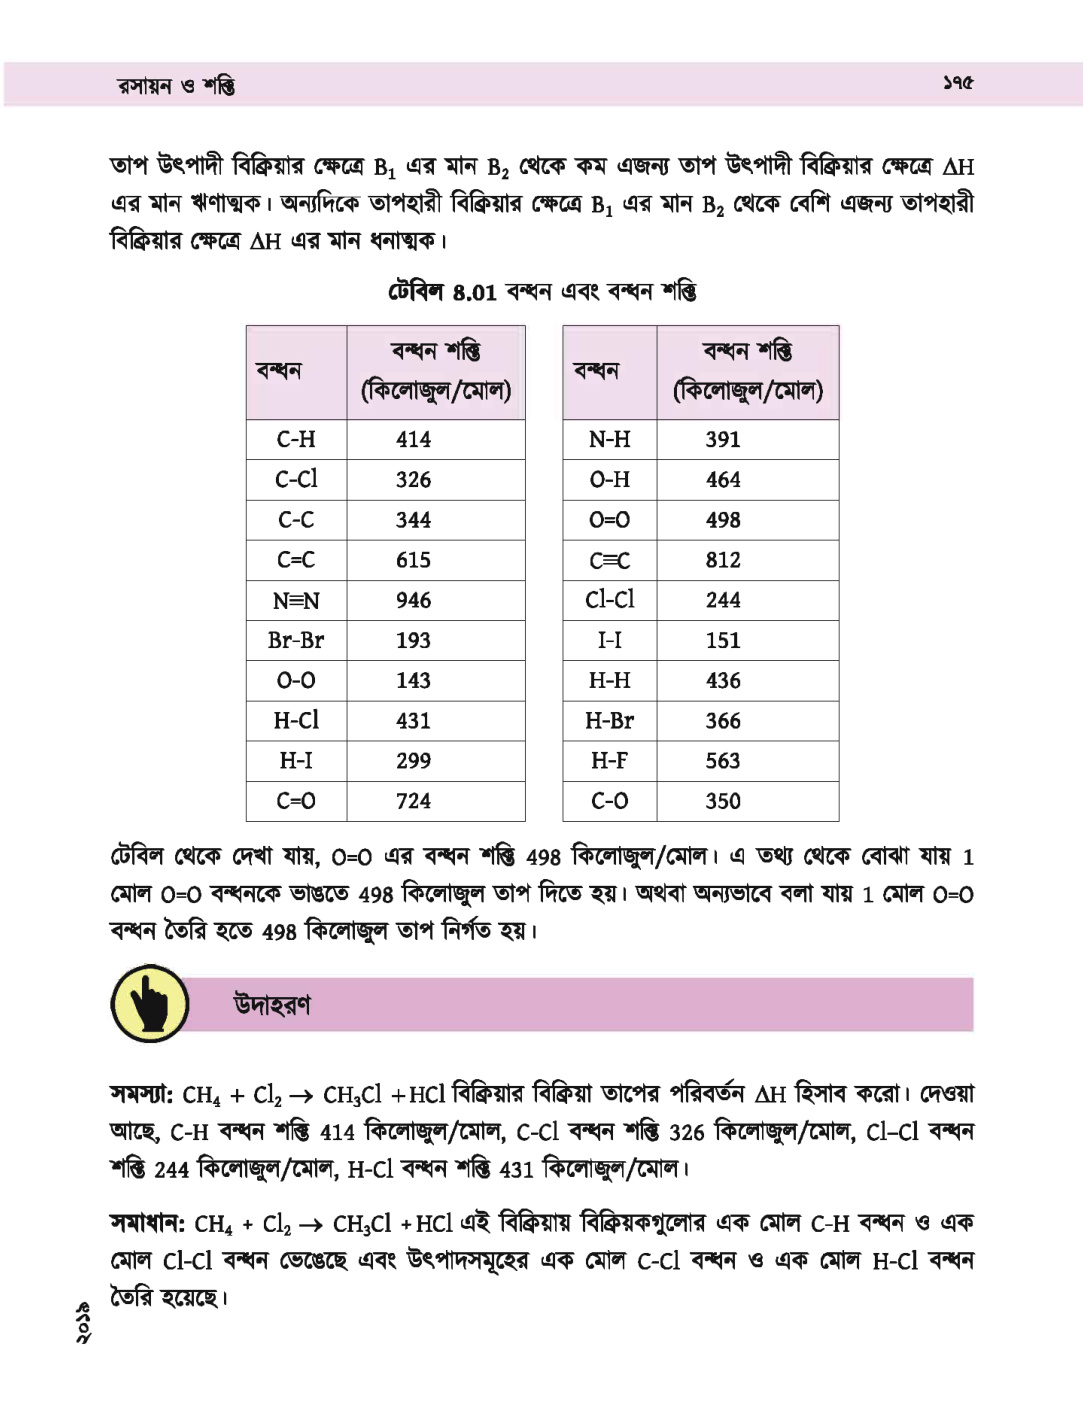 রসায়ন ও শক্তি ১৭৫
তাপ উৎপাদী বিক্রিয়ার ক্ষেত্রে B₁ এর মান B₂ থেকে কম এজন্য তাপ উৎপাদী বিক্রিয়ার ক্ষেত্রে ΔH
এর মান ঋণাত্মক। অন্যদিকে তাপহারী বিক্রিয়ার ক্ষেত্রে B₁ এর মান B₂ থেকে বেশি এজন্য তাপহারী
বিক্রিয়ার ক্ষেত্রে ΔH এর মান ধনাত্মক।
টেবিল 8.01 বন্ধন এবং বন্ধন শক্তি
বন্ধন বন্ধন শক্তি (কিলোজুল/মোল) বন্ধন বন্ধন শক্তি (কিলোজুল/মোল)
C-H 414 N-H 391
C-Cl 326 O-H 464
C-C 344 O=O 498
C=C 615 C≡C 812
N≡N 946 Cl-Cl 244
Br-Br 193 I-I 151
O-O 143 H-H 436
H-Cl 431 H-Br 366
H-I 299 H-F 563
C=O 724 C-O 350
টেবিল থেকে দেখা যায়, O=O এর বন্ধন শক্তি 498 কিলোজুল/মোল। এ তথ্য থেকে বোঝা যায় 1
মোল O=O বন্ধনকে ভাঙতে 498 কিলোজুল তাপ দিতে হয়। অথবা অন্যভাবে বলা যায় 1 মোল O=O
বন্ধন তৈরি হতে 498 কিলোজুল তাপ নির্গত হয়।
উদাহরণ
সমস্যা: CH₄ + Cl₂ → CH₃Cl + HCl বিক্রিয়ার বিক্রিয়া তাপের পরিবর্তন ΔH হিসাব করো। দেওয়া
আছে, C-H বন্ধন শক্তি 414 কিলোজুল/মোল, C-Cl বন্ধন শক্তি 326 কিলোজুল/মোল, Cl–Cl বন্ধন
শক্তি 244 কিলোজুল/মোল, H-Cl বন্ধন শক্তি 431 কিলোজুল/মোল।
সমাধান: CH₄ + Cl₂ → CH₃Cl + HCl এই বিক্রিয়ায় বিক্রিয়কগুলোর এক মোল C-H বন্ধন ও এক
মোল Cl-Cl বন্ধন ভেঙেছে এবং উৎপাদসমূহের এক মোল C-Cl বন্ধন ও এক মোল H-Cl বন্ধন
তৈরি হয়েছে।
২০১৯